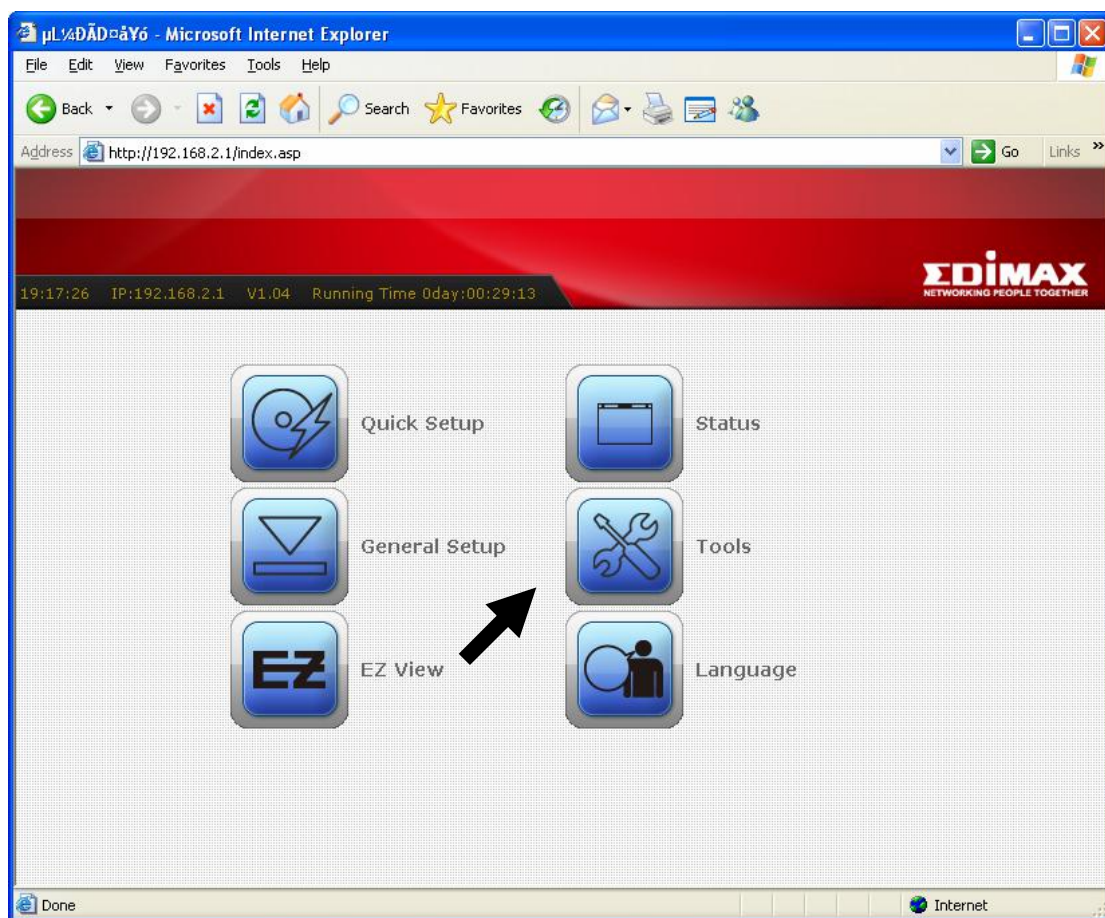 µL¼ÐÃD¤åYó - Microsoft Internet Explorer
File Edit View Favorites Tools Help
Back Search Favorites
Address http://192.168.2.1/index.asp Go Links »
EDIMAX
NETWORKING PEOPLE TOGETHER
19:17:26 IP:192.168.2.1 V1.04 Running Time 0day:00:29:13
Quick Setup Status
General Setup Tools
EZ
EZ View Language
Done Internet